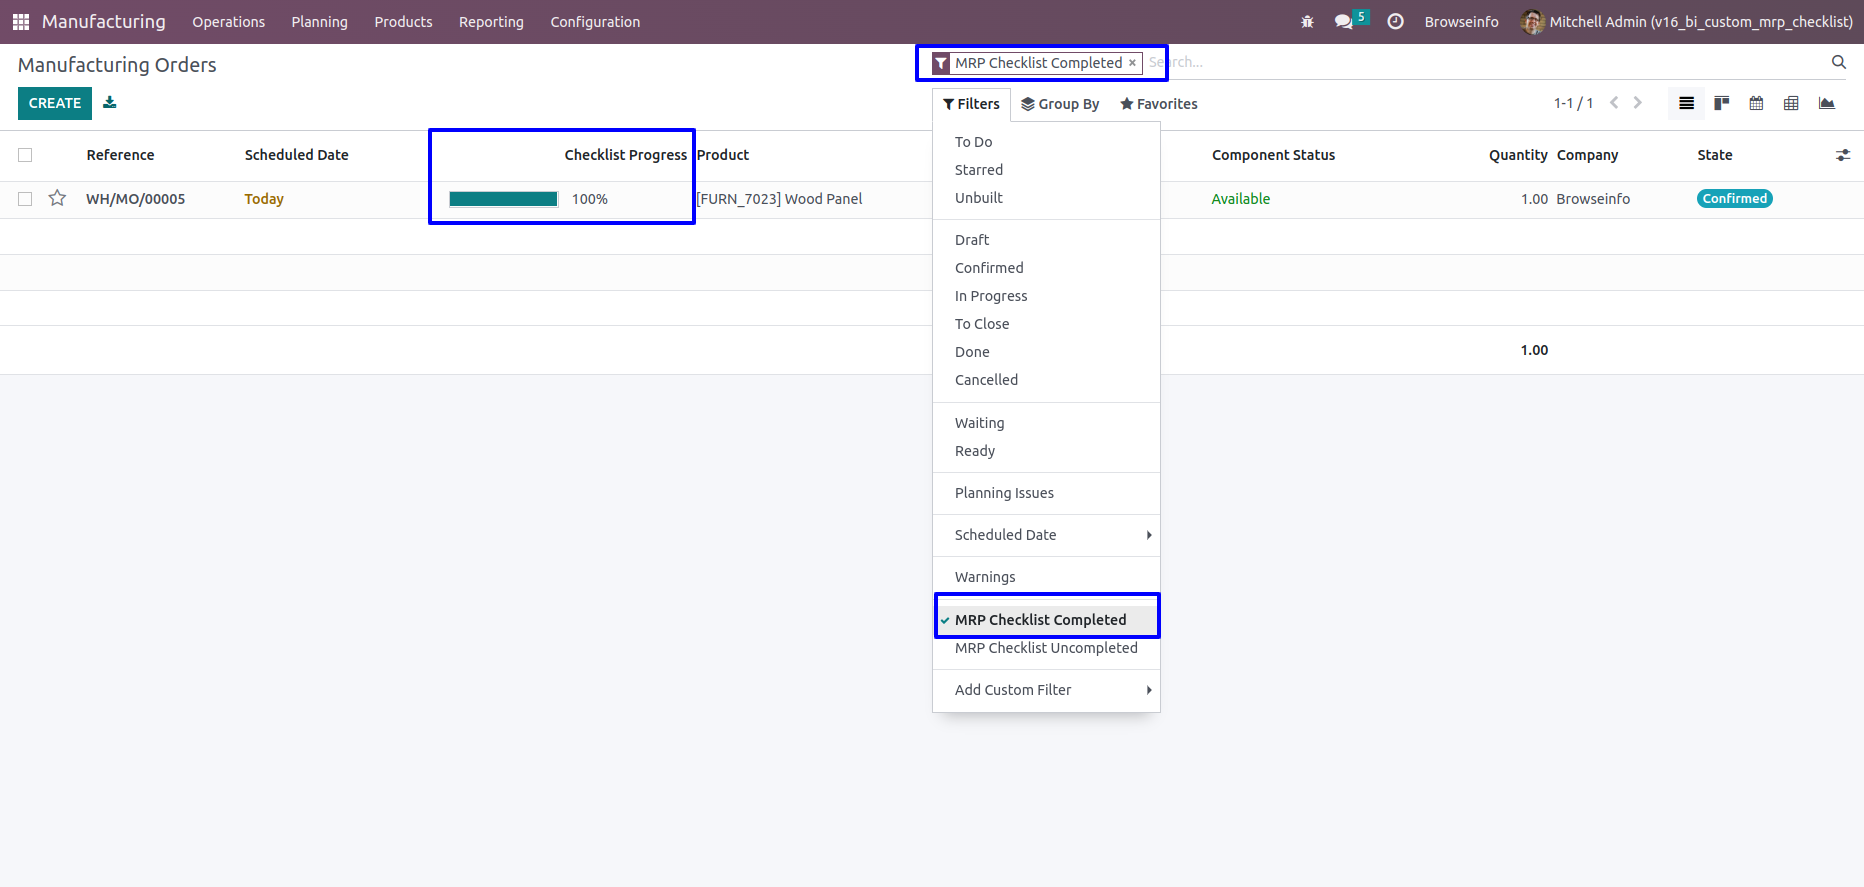 Manufacturing Operations Planning Products Reporting Configuration 5 Browseinfo Mitchell Admin (v16_bi_custom_mrp_checklist)
Manufacturing Orders MRP Checklist Completed × Search...
CREATE Filters Group By Favorites 1-1 / 1
Reference Scheduled Date Checklist Progress Product Component Status Quantity Company State
WH/MO/00005 Today 100% [FURN_7023] Wood Panel Available 1.00 Browseinfo Confirmed
1.00
To Do
Starred
Unbuilt
Draft
Confirmed
In Progress
To Close
Done
Cancelled
Waiting
Ready
Planning Issues
Scheduled Date
Warnings
MRP Checklist Completed
MRP Checklist Uncompleted
Add Custom Filter